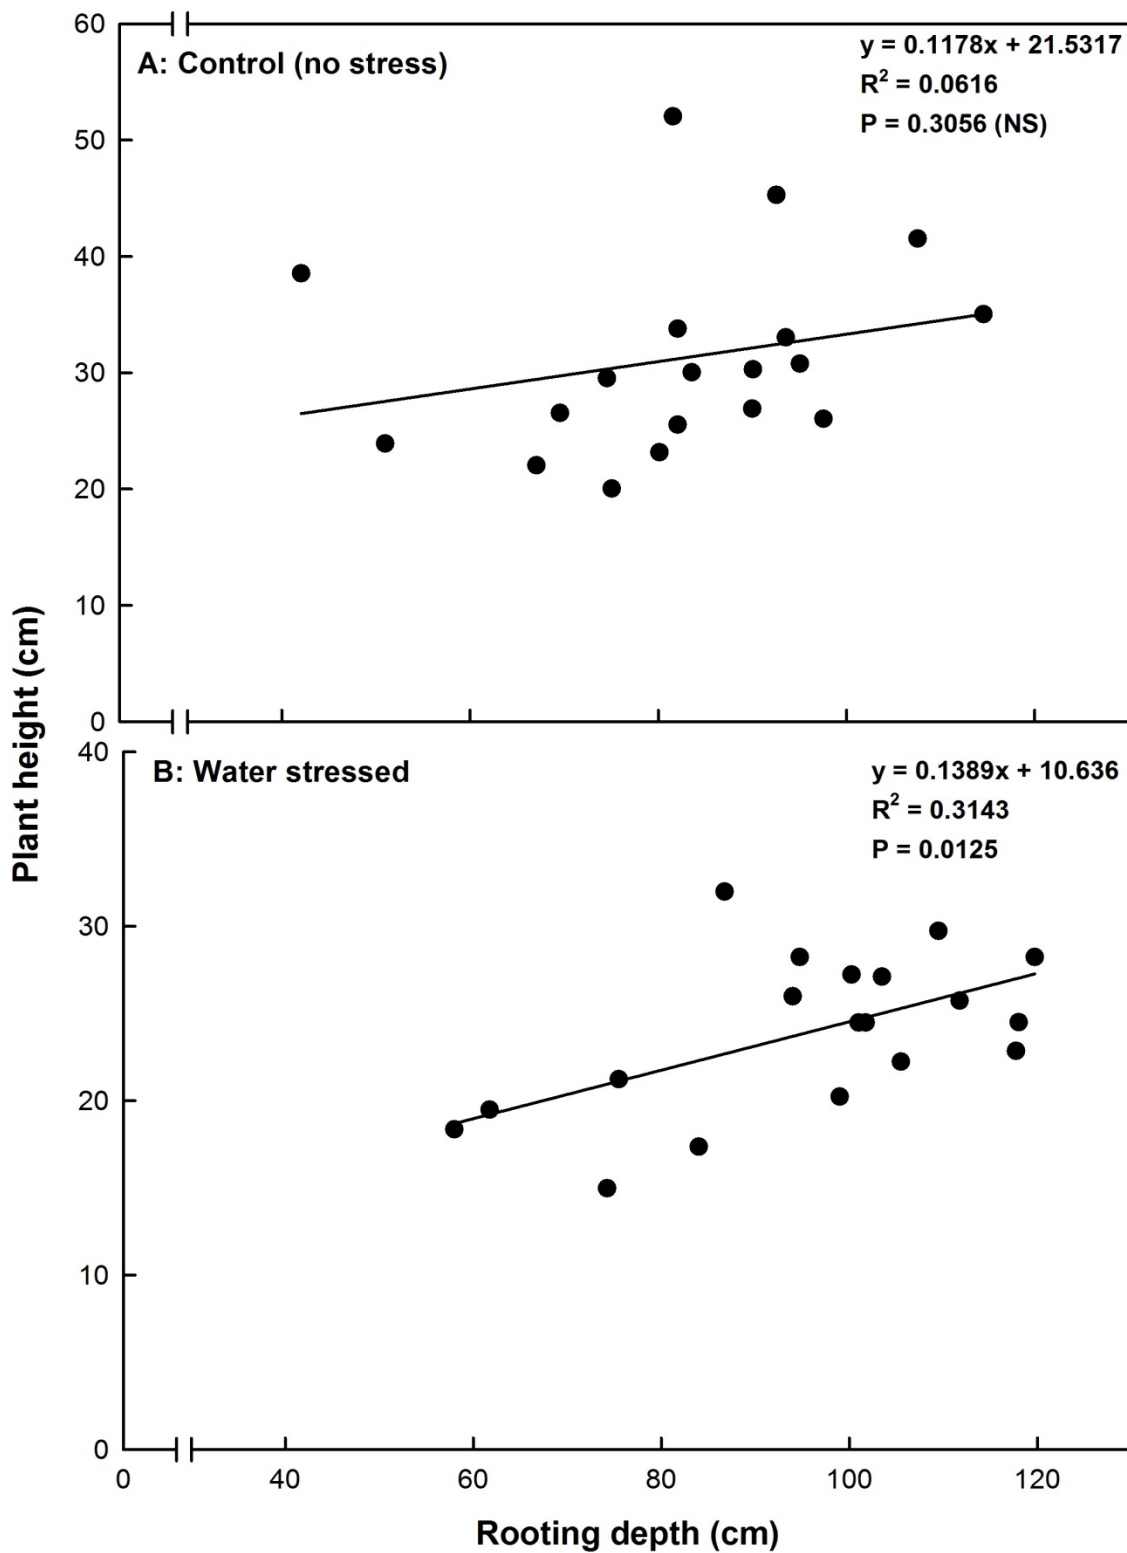 60
A: Control (no stress)
y = 0.1178x + 21.5317
R² = 0.0616
P = 0.3056 (NS)
50
40
30
20
10
0
Plant height (cm)
40
B: Water stressed
y = 0.1389x + 10.636
R² = 0.3143
P = 0.0125
30
20
10
0
0 40 60 80 100 120
Rooting depth (cm)